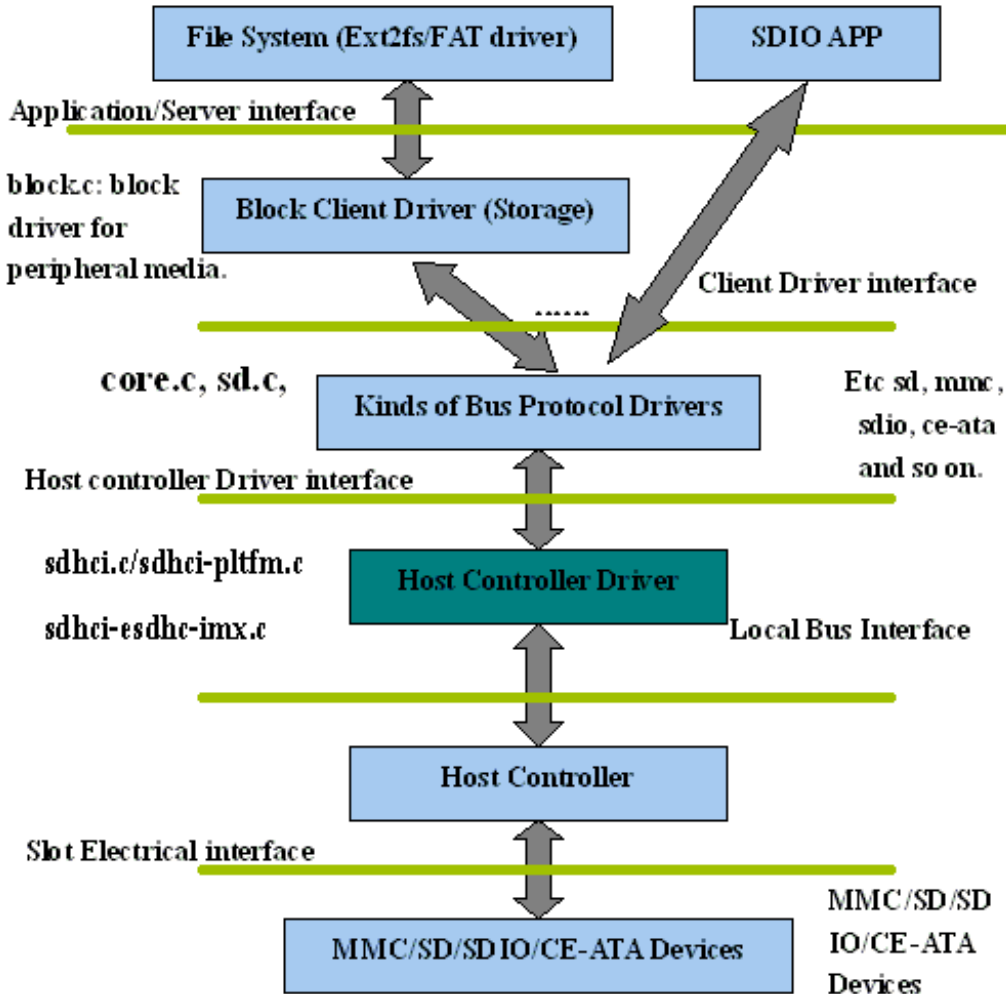 File System (Ext2fs/FAT driver)
SDIO APP
Application/Server interface
block.c: block
driver for
peripheral media.
Block Client Driver (Storage)
Client Driver interface
......
core.c, sd.c,
Kinds of Bus Protocol Drivers
Etc sd, mmc,
sdio, ce-ata
and so on.
Host controller Driver interface
sdhci.c/sdhci-pltfm.c
Host Controller Driver
sdhci-esdhc-imx.c
Local Bus Interface
Host Controller
Slot Electrical interface
MMC/SD/SDIO/CE-ATA Devices
MMC/SD/SD
IO/CE-ATA
Devices